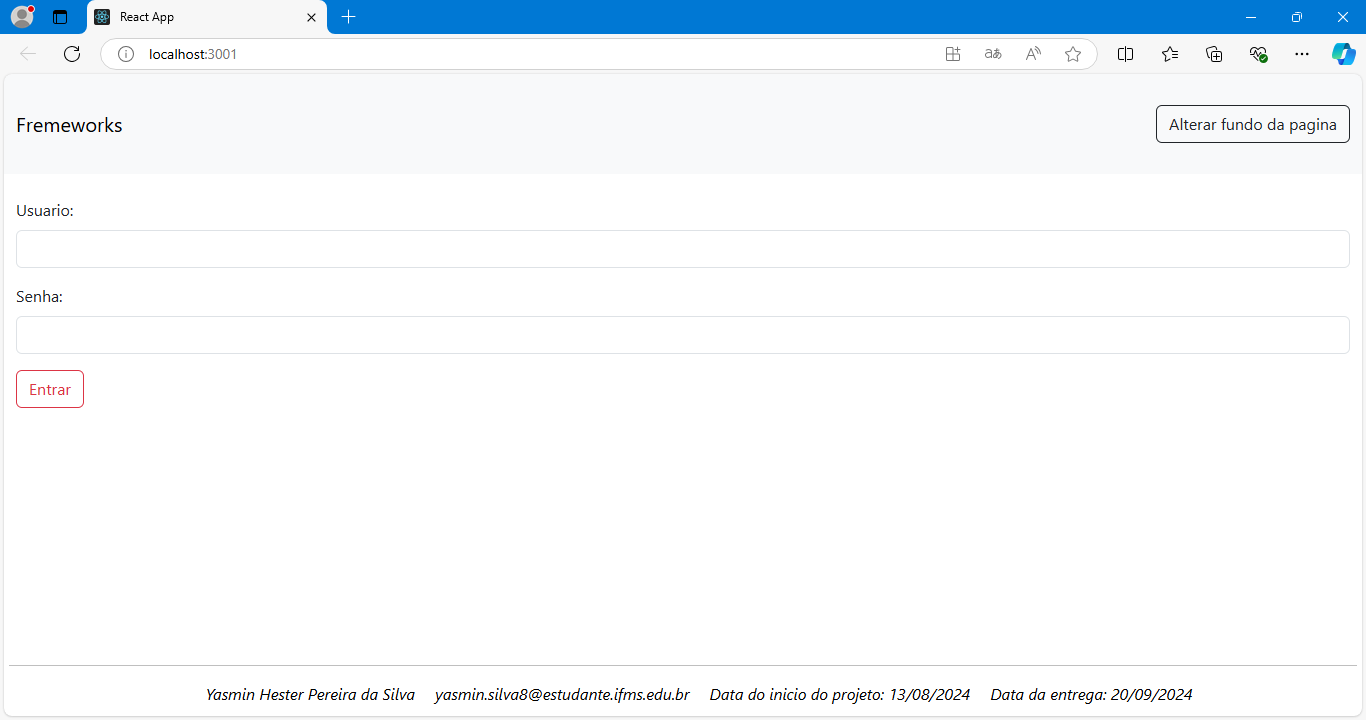 React App
localhost:3001
Fremeworks
Alterar fundo da pagina
Usuario:
Senha:
Entrar
Yasmin Hester Pereira da Silva yasmin.silva8@estudante.ifms.edu.br Data do inicio do projeto: 13/08/2024 Data da entrega: 20/09/2024